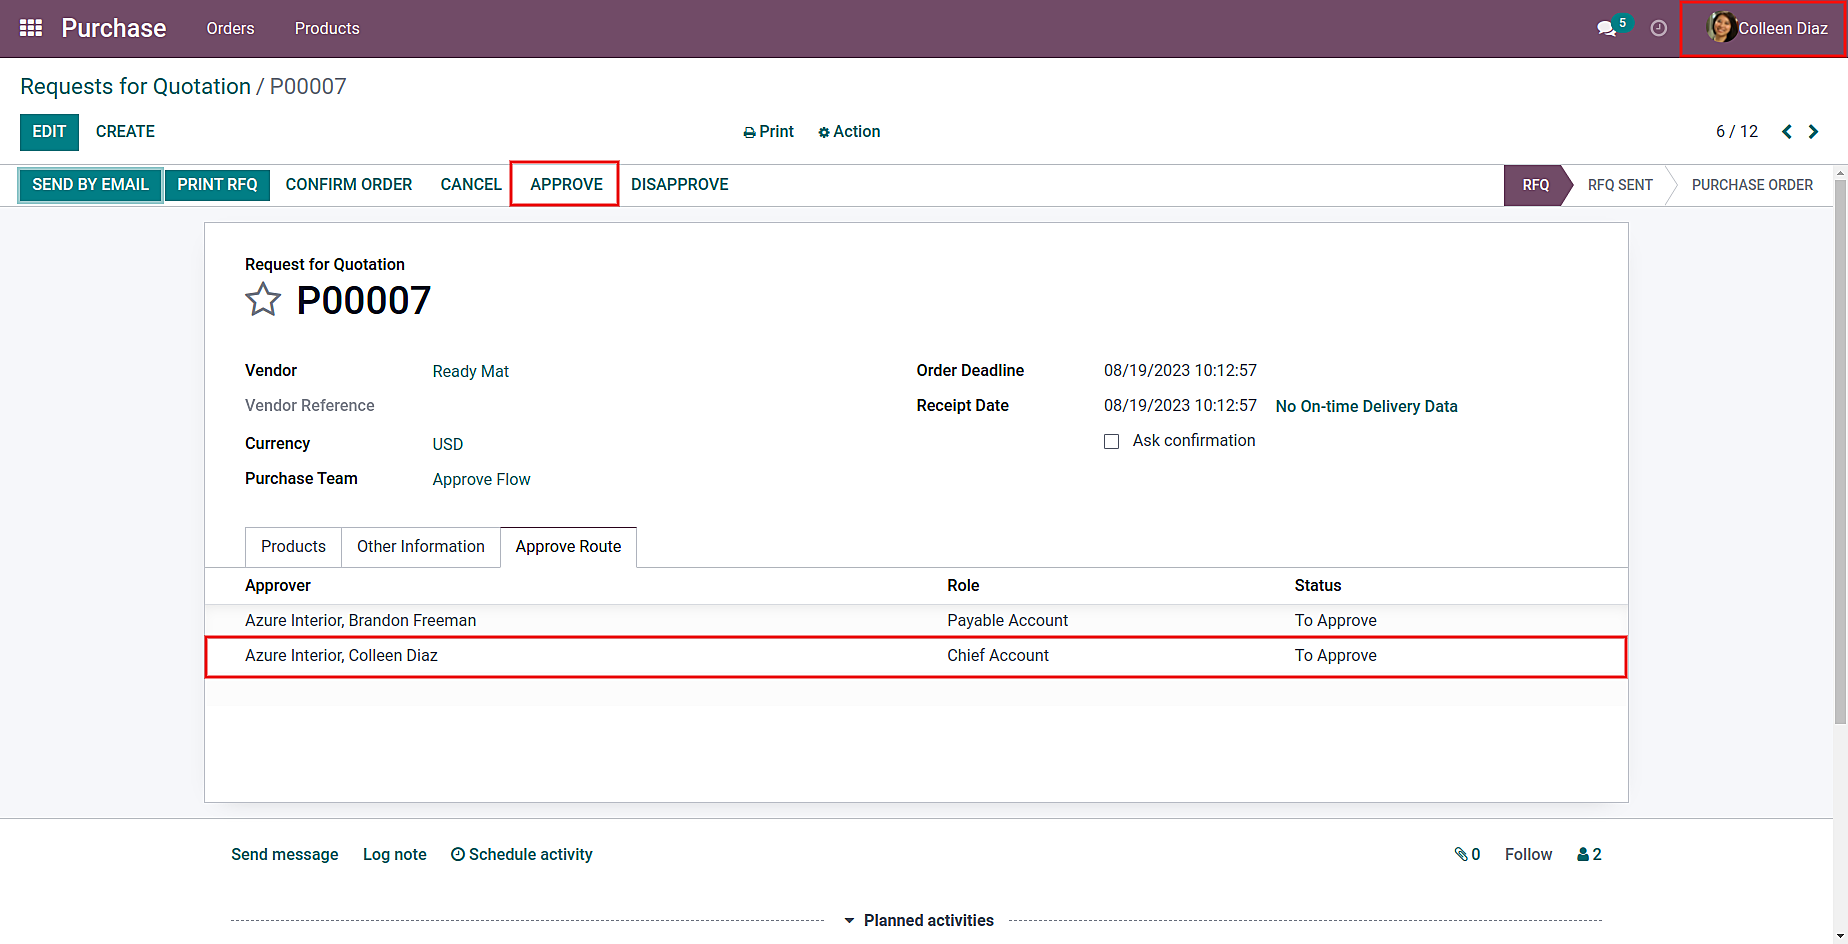 Purchase Orders Products 5 Colleen Diaz
Requests for Quotation / P00007
EDIT CREATE Print Action 6 / 12
SEND BY EMAIL PRINT RFQ CONFIRM ORDER CANCEL APPROVE DISAPPROVE RFQ RFQ SENT PURCHASE ORDER
Request for Quotation
P00007
Vendor Ready Mat Order Deadline 08/19/2023 10:12:57
Vendor Reference Receipt Date 08/19/2023 10:12:57 No On-time Delivery Data
Currency USD Ask confirmation
Purchase Team Approve Flow
Products Other Information Approve Route
Approver Role Status
Azure Interior, Brandon Freeman Payable Account To Approve
Azure Interior, Colleen Diaz Chief Account To Approve
Send message Log note Schedule activity 0 Follow 2
Planned activities